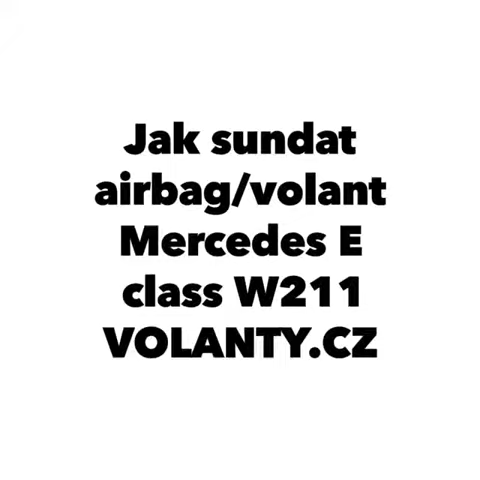 Jak sundat
airbag/volant
Mercedes E
class W211
VOLANTY.CZ